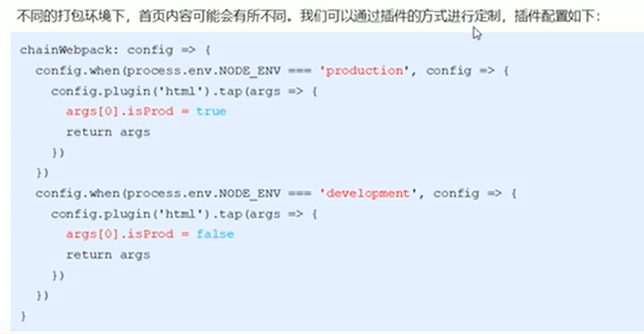 不同的打包环境下，首页内容可能会有所不同。我们可以通过插件的方式进行定制，插件配置如下：
chainWebpack: config => {
  config.when(process.env.NODE_ENV === 'production', config => {
    config.plugin('html').tap(args => {
      args[0].isProd = true
      return args
    })
  })
  config.when(process.env.NODE_ENV === 'development', config => {
    config.plugin('html').tap(args => {
      args[0].isProd = false
      return args
    })
  })
}